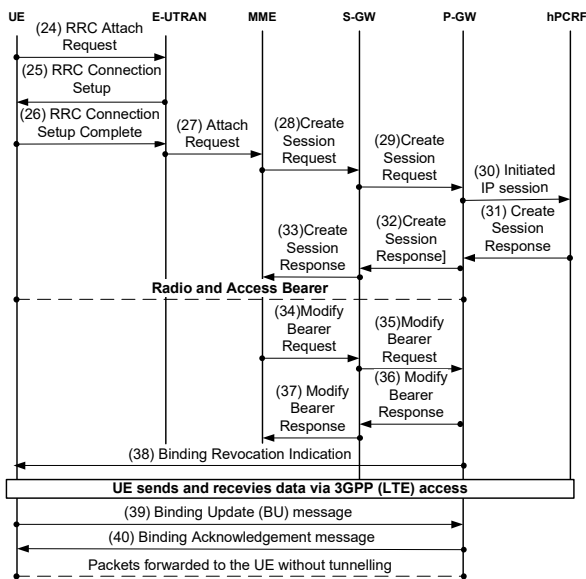 UE E-UTRAN MME S-GW P-GW hPCRF
(24) RRC Attach
Request
(25) RRC Connection
Setup
(26) RRC Connection
Setup Complete
(27) Attach
Request
(28)Create
Session
Request
(29)Create
Session
Request
(30) Initiated
IP session
(31) Create
Session
Response
(32)Create
Session
Response]
(33)Create
Session
Response
Radio and Access Bearer
(34)Modify
Bearer
Request
(35)Modify
Bearer
Request
(36) Modify
Bearer
Response
(37) Modify
Bearer
Response
(38) Binding Revocation Indication
UE sends and recevies data via 3GPP (LTE) access
(39) Binding Update (BU) message
(40) Binding Acknowledgement message
Packets forwarded to the UE without tunnelling